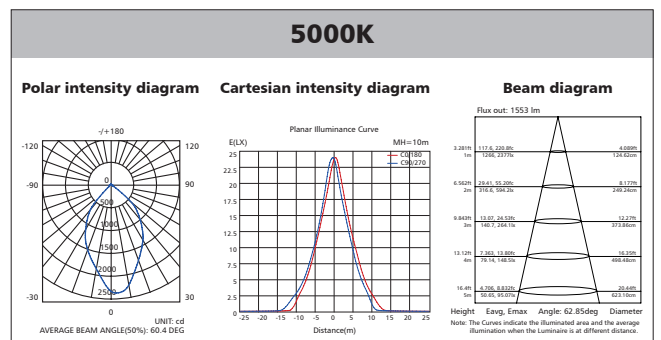 5000K
Polar intensity diagram
Cartesian intensity diagram
Beam diagram
-/+180
-120
120
-90
90
-30
30
0
0
500
1000
1500
2000
2500
UNIT: cd
AVERAGE BEAM ANGLE(50%): 60.4 DEG
Planar Illuminance Curve
E(LX)
MH=10m
C0/180
C90/270
25
22.5
20
17.5
15
12.5
10
7.5
5
2.5
0
-25 -20 -15 -10 -5 0 5 10 15 20 25
Distance(m)
Flux out: 1553 lm
3.281ft 117.6, 220.8fc 4.089ft
1m 1266, 2377lx 124.62cm
6.562ft 29.41, 55.20fc 8.177ft
2m 316.6, 594.2lx 249.24cm
9.843ft 13.07, 24.53fc 12.27ft
3m 140.7, 264.1lx 373.86cm
13.12ft 7.363, 13.80fc 16.35ft
4m 79.14, 148.5lx 498.48cm
16.4ft 4.706, 8.832fc 20.44ft
5m 50.65, 95.07lx 623.10cm
Height Eavg, Emax Angle: 62.85deg Diameter
Note: The Curves indicate the illuminated area and the average
illumination when the Luminaire is at different distance.